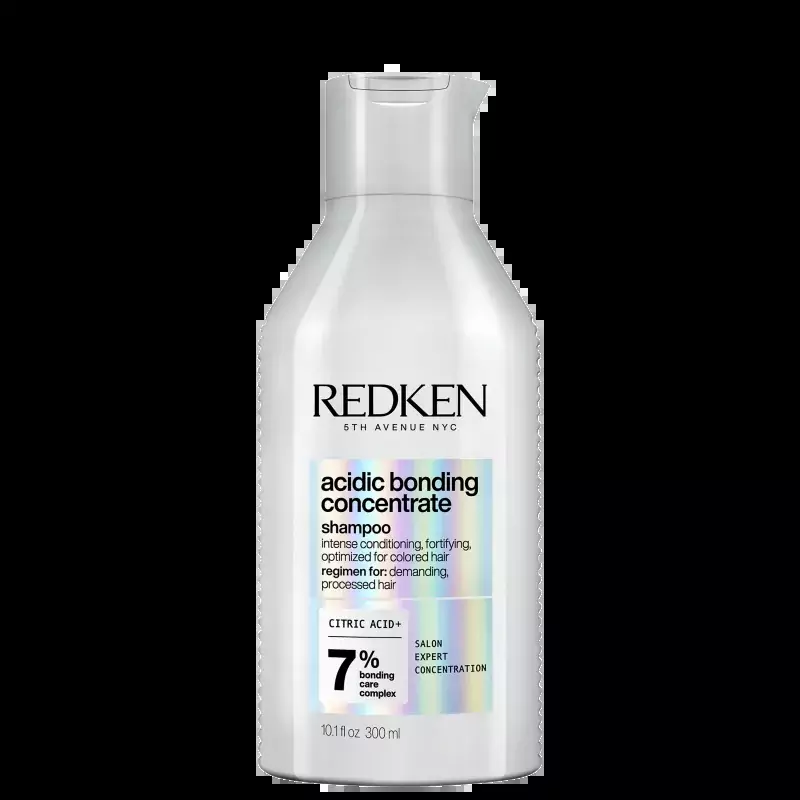 REDKEN
5TH AVENUE NYC
acidic bonding
concentrate
shampoo
intense conditioning, fortifying,
optimized for colored hair
regimen for: demanding,
processed hair
CITRIC ACID+
7%
bonding
care
complex
SALON
EXPERT
CONCENTRATION
10.1 fl oz 300 ml